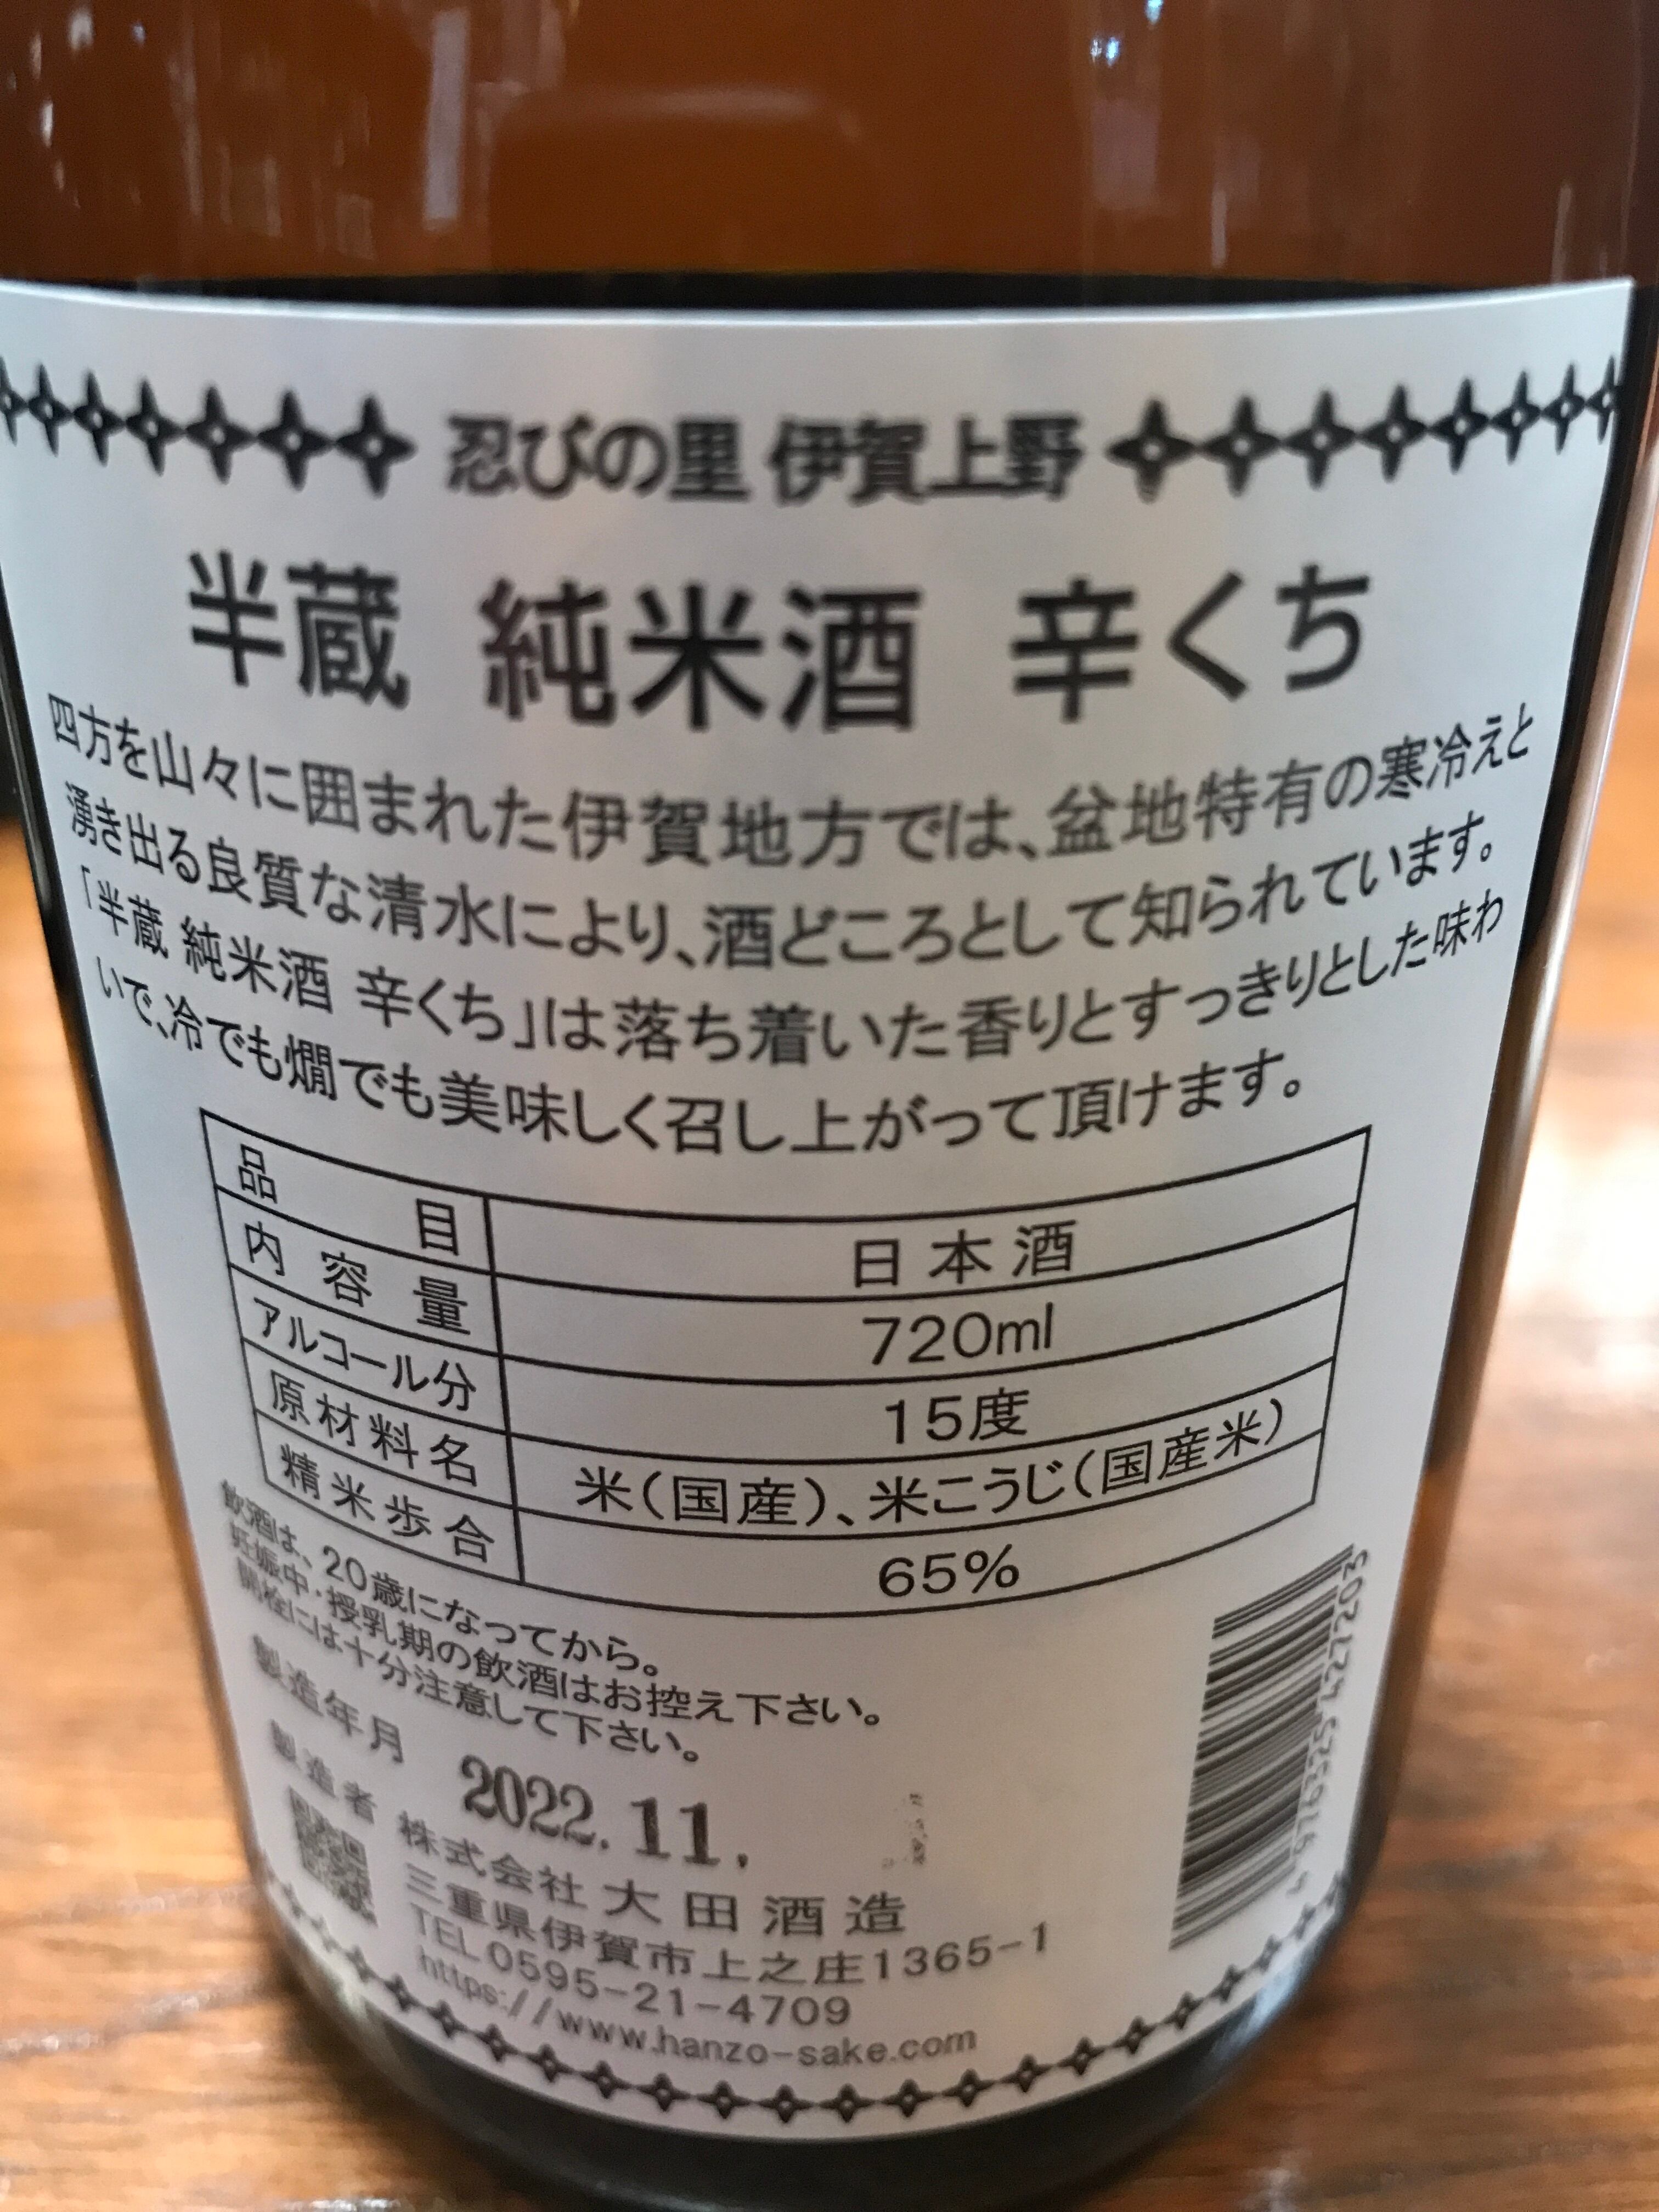 忍びの里 伊賀上野
半蔵 純米酒 辛くち
四方を山々に囲まれた伊賀地方では、盆地特有の寒冷えと
湧き出る良質な清水により、酒どころとして知られています。
「半蔵 純米酒 辛くち」は落ち着いた香りとすっきりとした味わ
いで、冷でも燗でも美味しく召し上がって頂けます。
品目 日本酒
内容量 720ml
アルコール分 15度
原材料名 米(国産)、米こうじ(国産米)
精米歩合 65%
飲酒は、20歳になってから。
妊娠中・授乳期の飲酒はお控え下さい。
開栓には十分注意して下さい。
製造年月 2022.11.
製造者 株式会社 大田酒造
三重県伊賀市上之庄1365-1
TEL0595-21-4709
https://www.hanzo-sake.com